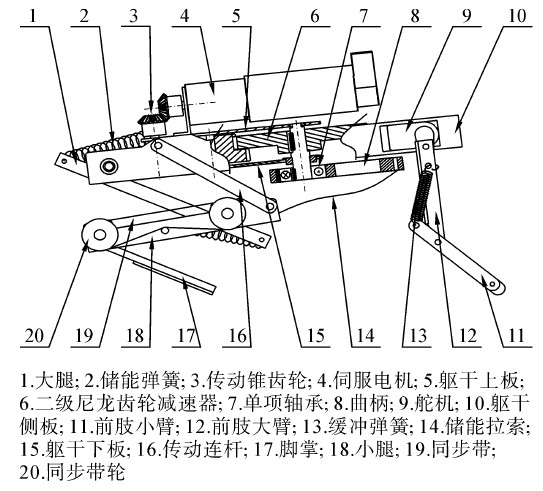 1 2 3 4 5 6 7 8 9 10
20 19 18 17 16 15 14 13 12 11
1.大腿; 2.储能弹簧; 3.传动锥齿轮; 4.伺服电机; 5.躯干上板;
6.二级尼龙齿轮减速器; 7.单项轴承; 8.曲柄; 9.舵机; 10.躯干
侧板; 11.前肢小臂; 12.前肢大臂; 13.缓冲弹簧; 14.储能拉索;
15.躯干下板; 16.传动连杆; 17.脚掌; 18.小腿; 19.同步带;
20.同步带轮